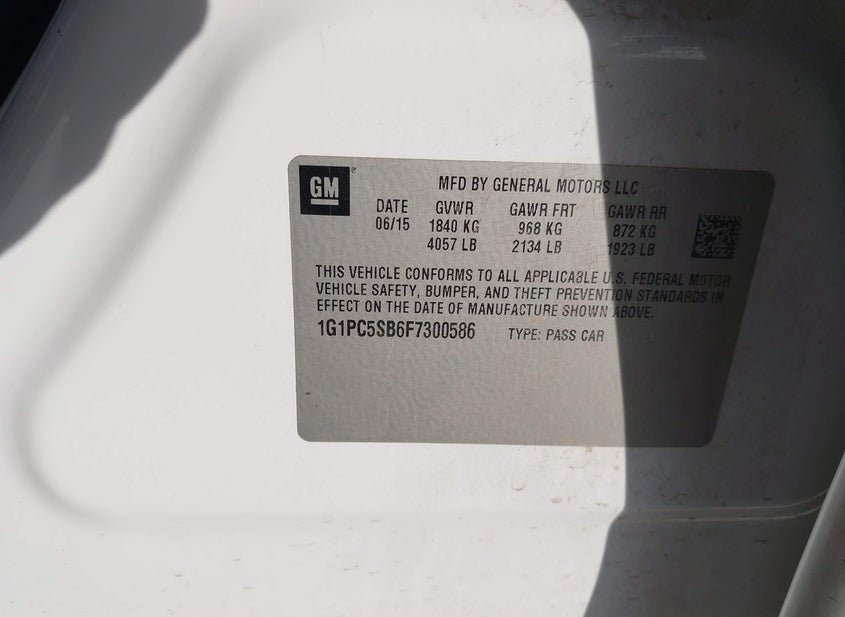 GM
MFD BY GENERAL MOTORS LLC
DATE GVWR GAWR FRT GAWR RR
06/15 1840 KG 968 KG 872 KG
4057 LB 2134 LB 1923 LB
THIS VEHICLE CONFORMS TO ALL APPLICABLE U.S. FEDERAL MOTOR
VEHICLE SAFETY, BUMPER, AND THEFT PREVENTION STANDARDS IN
EFFECT ON THE DATE OF MANUFACTURE SHOWN ABOVE.
1G1PC5SB6F7300586 TYPE: PASS CAR